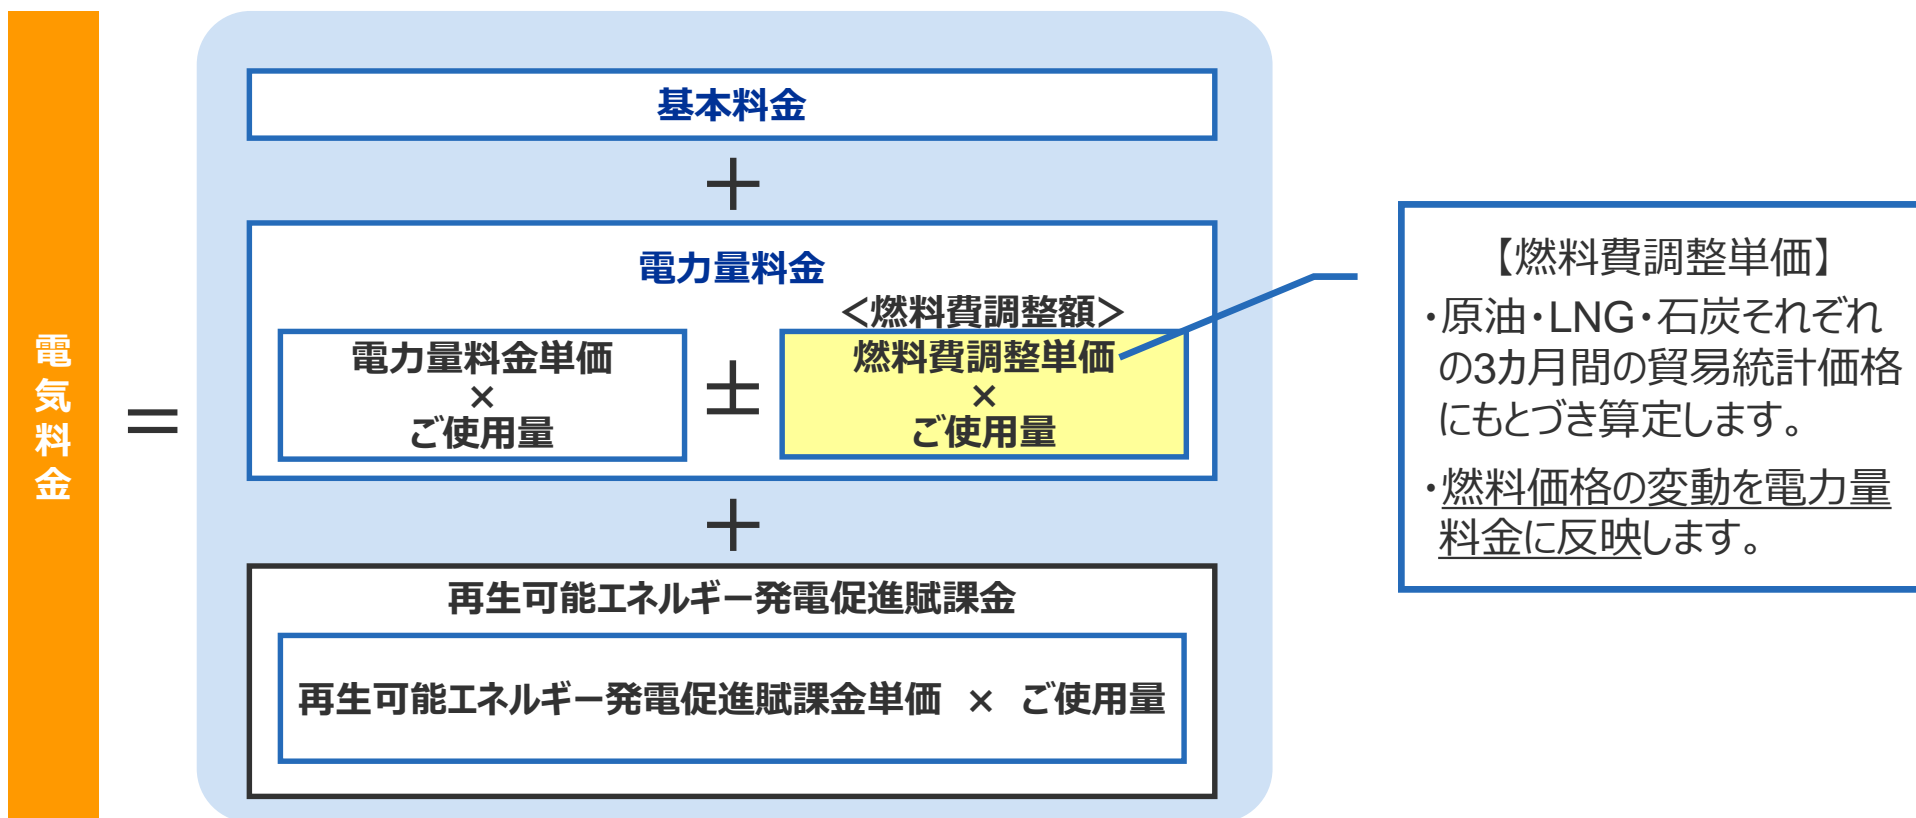 電気料金
＝
基本料金
＋
電力量料金
＜燃料費調整額＞
電力量料金単価
×
ご使用量
±
燃料費調整単価
×
ご使用量
＋
再生可能エネルギー発電促進賦課金
再生可能エネルギー発電促進賦課金単価 × ご使用量
【燃料費調整単価】
・原油・LNG・石炭それぞれ
の3カ月間の貿易統計価格
にもとづき算定します。
・燃料価格の変動を電力量
料金に反映します。